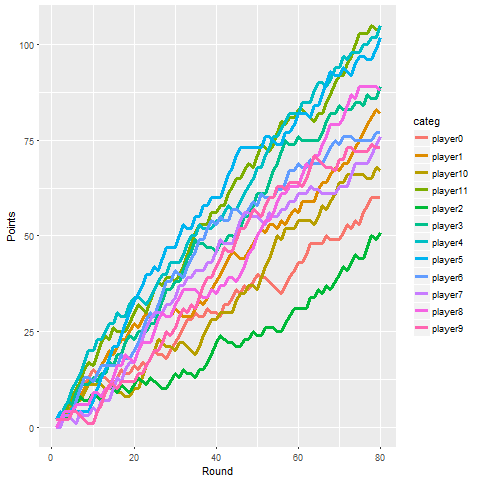 100
75
50
25
0
Points
0
20
40
60
80
Round
categ
player0
player1
player10
player11
player2
player3
player4
player5
player6
player7
player8
player9